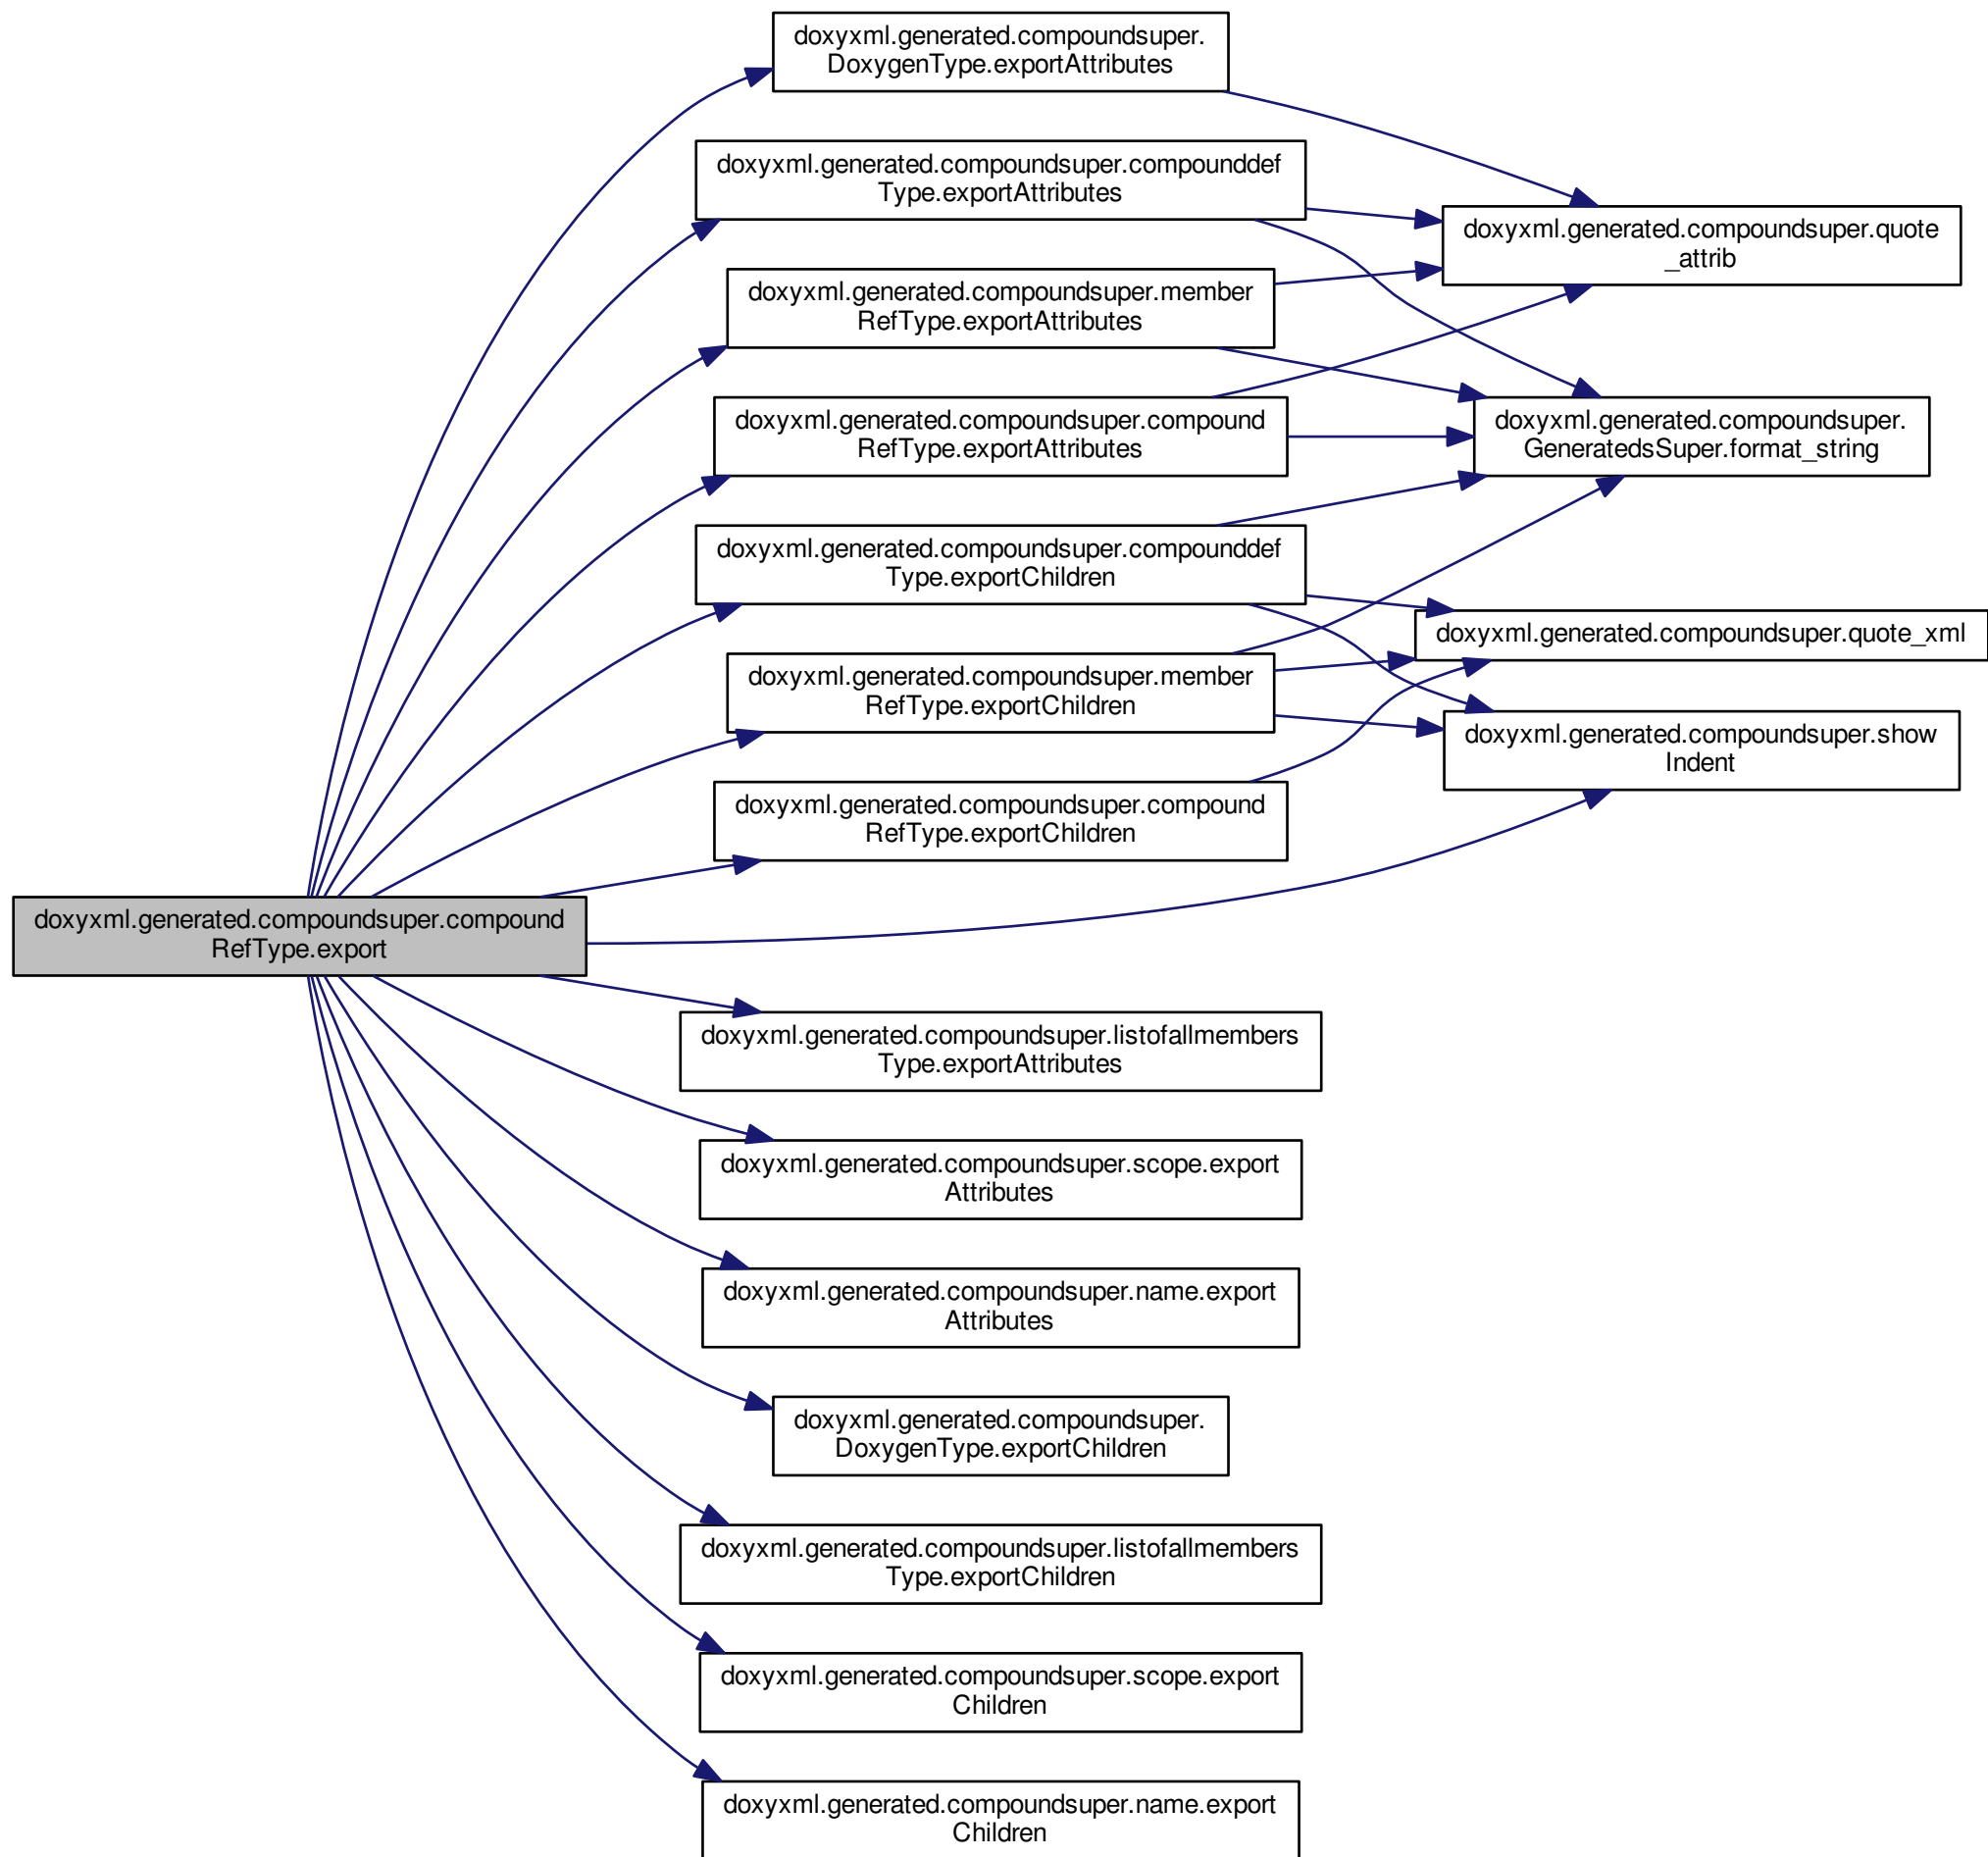 doxyxml.generated.compoundsuper.
DoxygenType.exportAttributes
doxyxml.generated.compoundsuper.compounddef
Type.exportAttributes
doxyxml.generated.compoundsuper.quote
_attrib
doxyxml.generated.compoundsuper.member
RefType.exportAttributes
doxyxml.generated.compoundsuper.compound
RefType.exportAttributes
doxyxml.generated.compoundsuper.
GeneratedsSuper.format_string
doxyxml.generated.compoundsuper.compounddef
Type.exportChildren
doxyxml.generated.compoundsuper.quote_xml
doxyxml.generated.compoundsuper.member
RefType.exportChildren
doxyxml.generated.compoundsuper.show
Indent
doxyxml.generated.compoundsuper.compound
RefType.exportChildren
doxyxml.generated.compoundsuper.compound
RefType.export
doxyxml.generated.compoundsuper.listofallmembers
Type.exportAttributes
doxyxml.generated.compoundsuper.scope.export
Attributes
doxyxml.generated.compoundsuper.name.export
Attributes
doxyxml.generated.compoundsuper.
DoxygenType.exportChildren
doxyxml.generated.compoundsuper.listofallmembers
Type.exportChildren
doxyxml.generated.compoundsuper.scope.export
Children
doxyxml.generated.compoundsuper.name.export
Children